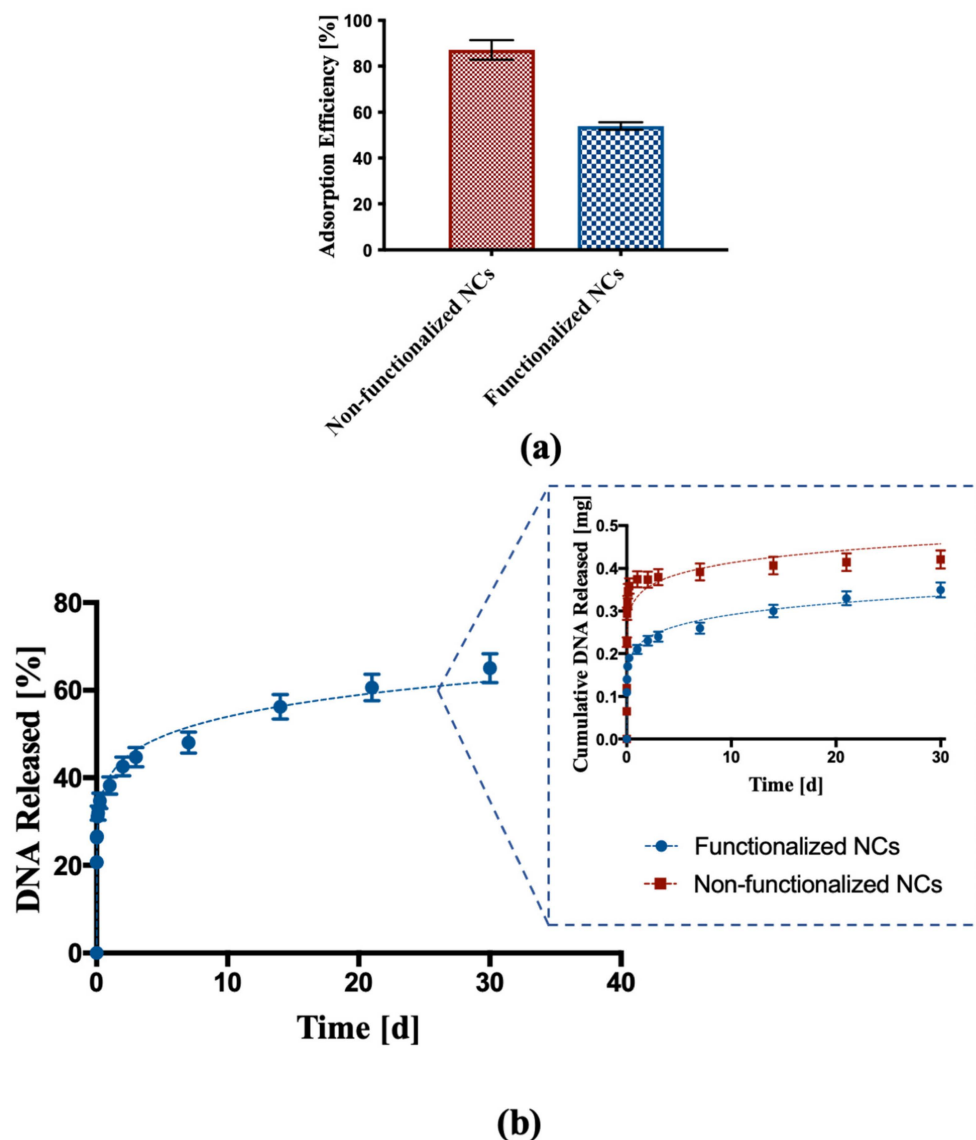 Adsorption Efficiency [%]
100
80
60
40
20
0
Non-functionalized NCs
Functionalized NCs
(a)
DNA Released [%]
80
60
40
20
0
0 10 20 30 40
Time [d]
Cumulative DNA Released [mg]
0.5
0.4
0.3
0.2
0.1
0.0
0 10 20 30
Time [d]
Functionalized NCs
Non-functionalized NCs
(b)